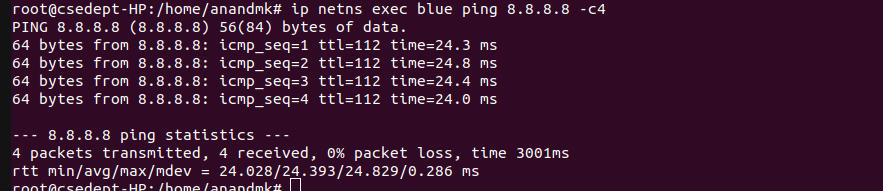 root@csedept-HP:/home/anandmk# ip netns exec blue ping 8.8.8.8 -c4
PING 8.8.8.8 (8.8.8.8) 56(84) bytes of data.
64 bytes from 8.8.8.8: icmp_seq=1 ttl=112 time=24.3 ms
64 bytes from 8.8.8.8: icmp_seq=2 ttl=112 time=24.8 ms
64 bytes from 8.8.8.8: icmp_seq=3 ttl=112 time=24.4 ms
64 bytes from 8.8.8.8: icmp_seq=4 ttl=112 time=24.0 ms
--- 8.8.8.8 ping statistics ---
4 packets transmitted, 4 received, 0% packet loss, time 3001ms
rtt min/avg/max/mdev = 24.028/24.393/24.829/0.286 ms
root@csedept-HP:/home/anandmk#